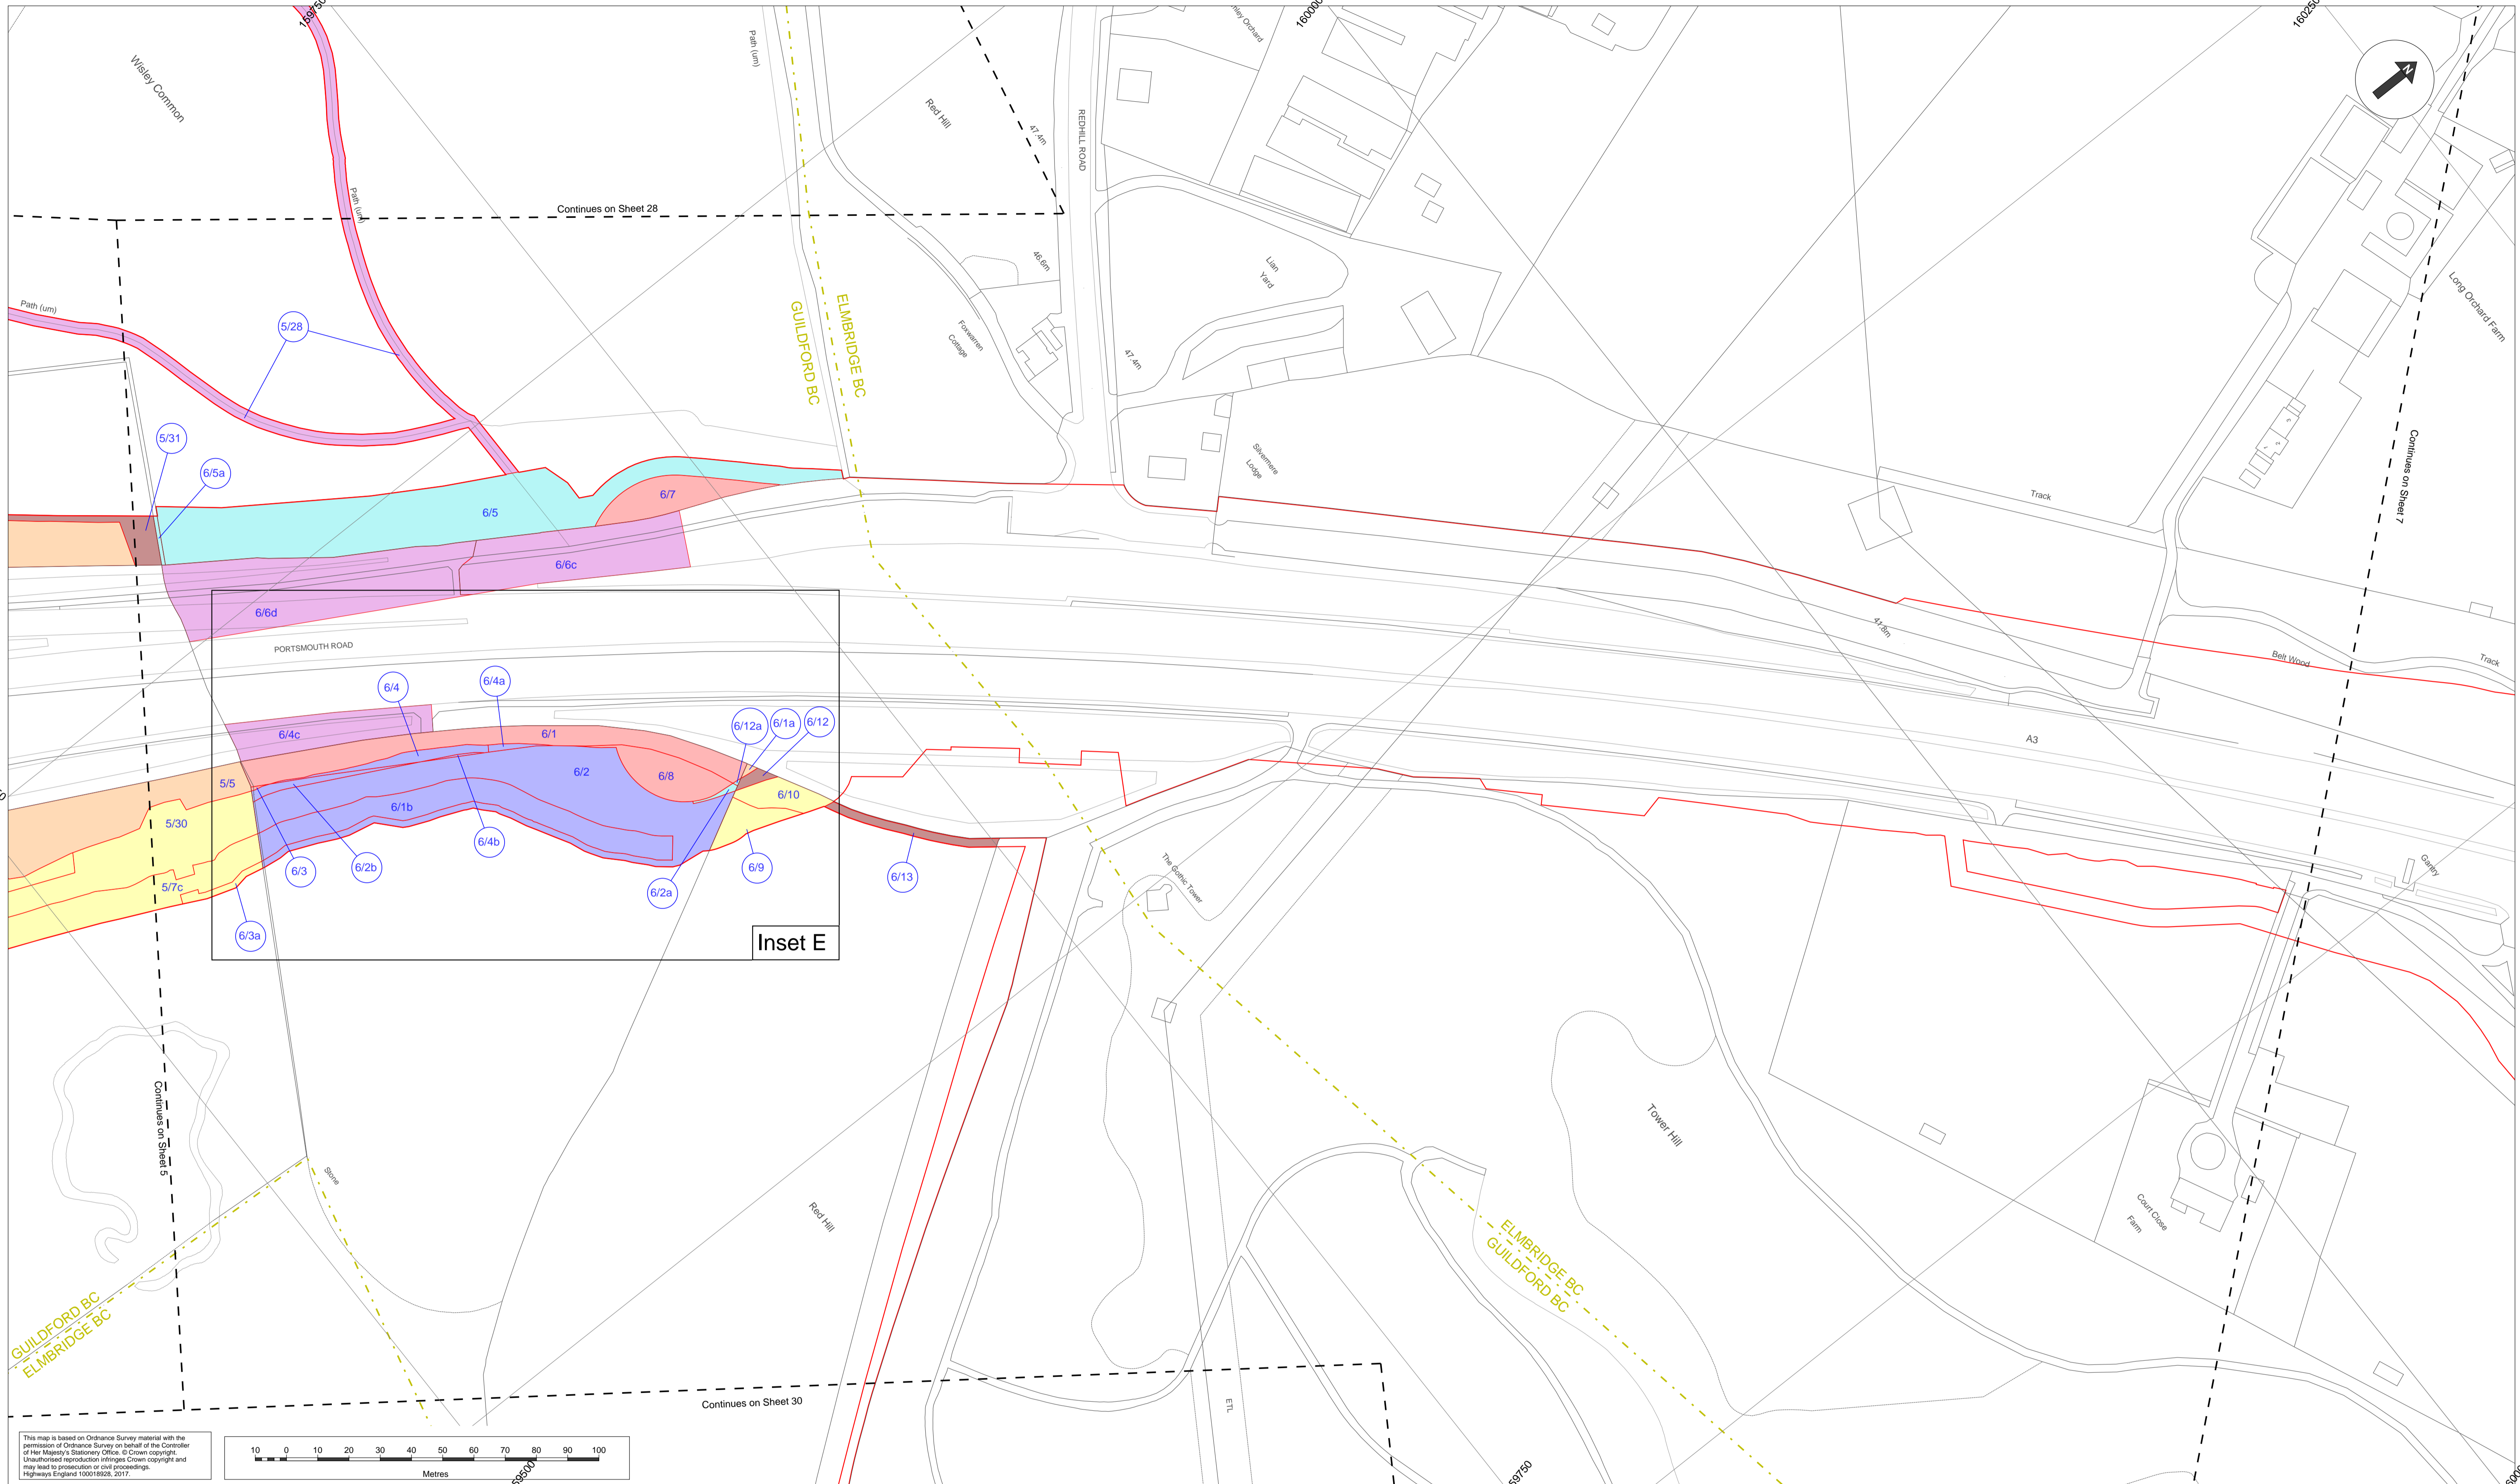 159750
160000
160250
N
Wisley Common
Path (um)
Red Hill
47.4m
REDHILL ROAD
Path (um)
Continues on Sheet 28
46.6m
Lian
Yard
Long Orchard Farm
Path (um)
5/28
GUILDFORD BC
ELMBRIDGE BC
Foxwarren
Cottage
47.4m
5/31
6/5a
Silvermere
Lodge
Continues on Sheet 7
6/7
6/5
Track
6/6c
6/6d
41.8m
PORTSMOUTH ROAD
Belt Wood
Track
6/4
6/4a
6/4c
6/1
6/12a
6/1a
6/12
A3
6/2
6/8
5/5
6/10
6/1b
5/30
6/4b
6/3
6/2b
6/9
6/13
6/2a
5/7c
The Gothic Tower
Gantry
6/3a
Inset E
Continues on Sheet 5
Tower Hill
Stone
Red Hill
Court Close
Farm
GUILDFORD BC
ELMBRIDGE BC
ELMBRIDGE BC
GUILDFORD BC
Continues on Sheet 30
ETL
This map is based on Ordnance Survey material with the
permission of Ordnance Survey on behalf of the Controller
of Her Majesty's Stationery Office. © Crown copyright.
Unauthorised reproduction infringes Crown copyright and
may lead to prosecution or civil proceedings.
Highways England 100018928, 2017.
10 0 10 20 30 40 50 60 70 80 90 100
Metres